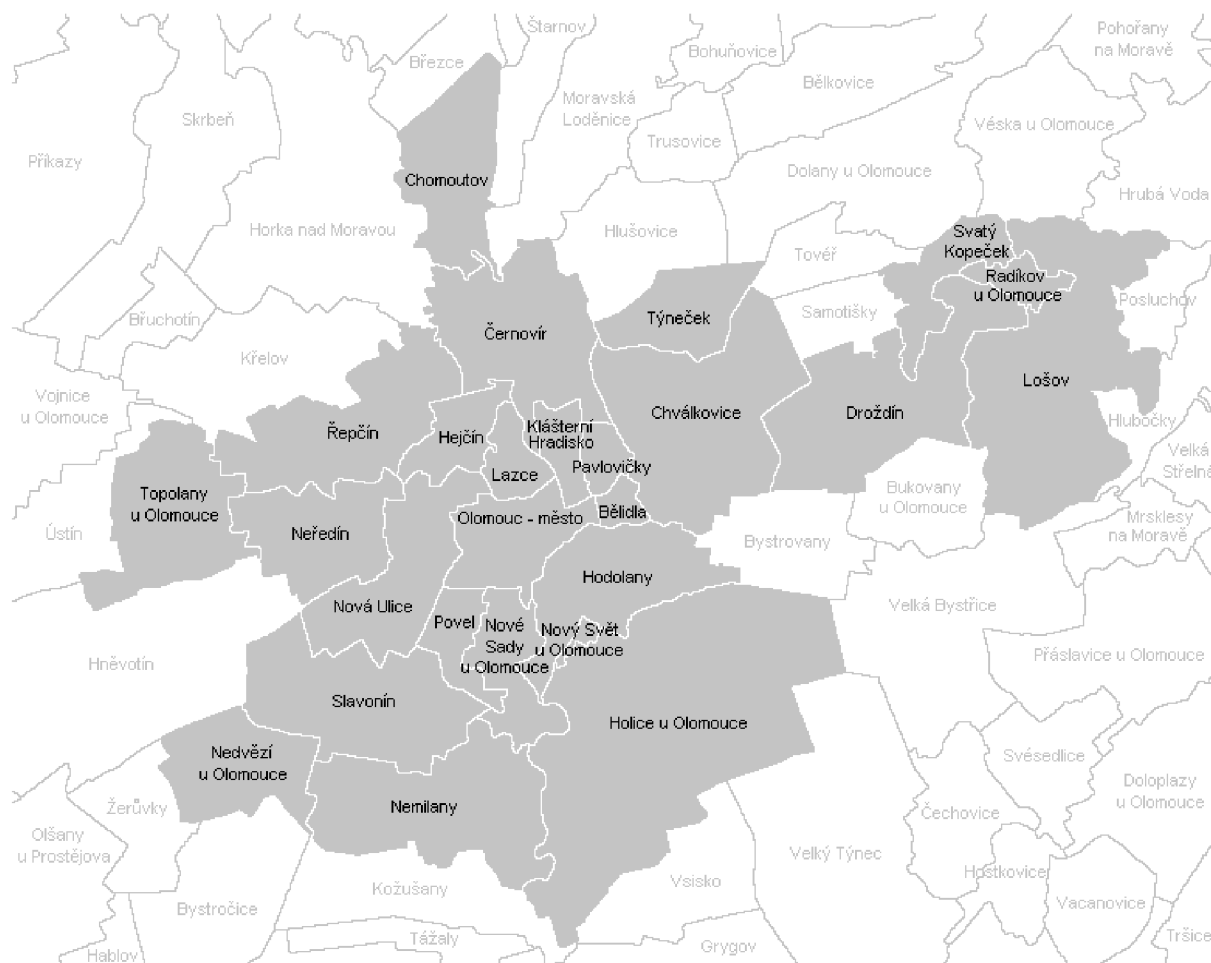 Štarnov
Pohořany
na Moravě
Bohuňovice
Březce
Bělkovice
Moravská
Loděnice
Skrbeň
Véska u Olomouce
Trusovice
Příkazy
Dolany u Olomouce
Chomoutov
Hrubá Voda
Horka nad Moravou
Hlušovice
Svatý
Kopeček
Tovéř
Radíkov
u Olomouce
Posluchov
Samotišky
Týneček
Břuchotín
Černovír
Křelov
Lošov
Vojnice
u Olomouce
Chválkovice
Droždín
Hlubočky
Klášterní
Hradisko
Řepčín
Hejčín
Velká
Střelná
Pavlovičky
Lazce
Topolany
u Olomouce
Bukovany
u Olomouce
Olomouc - město
Bělidla
Mrsklesy
na Moravě
Ústín
Neředín
Bystrovany
Hodolany
Nová Ulice
Velká Bystřice
Povel
Nové
Sady
u Olomouce
Nový Svět
u Olomouce
Hněvotín
Přáslavice u Olomouce
Slavonín
Holice u Olomouce
Nedvězí
u Olomouce
Svésedlice
Doloplazy
u Olomouce
Žerůvky
Nemilany
Čechovice
Olšany
u Prostějova
Velký Týnec
Hostkovice
Vsisko
Kožušany
Vacanovice
Bystročice
Tážaly
Tršice
Grygov
Hablov